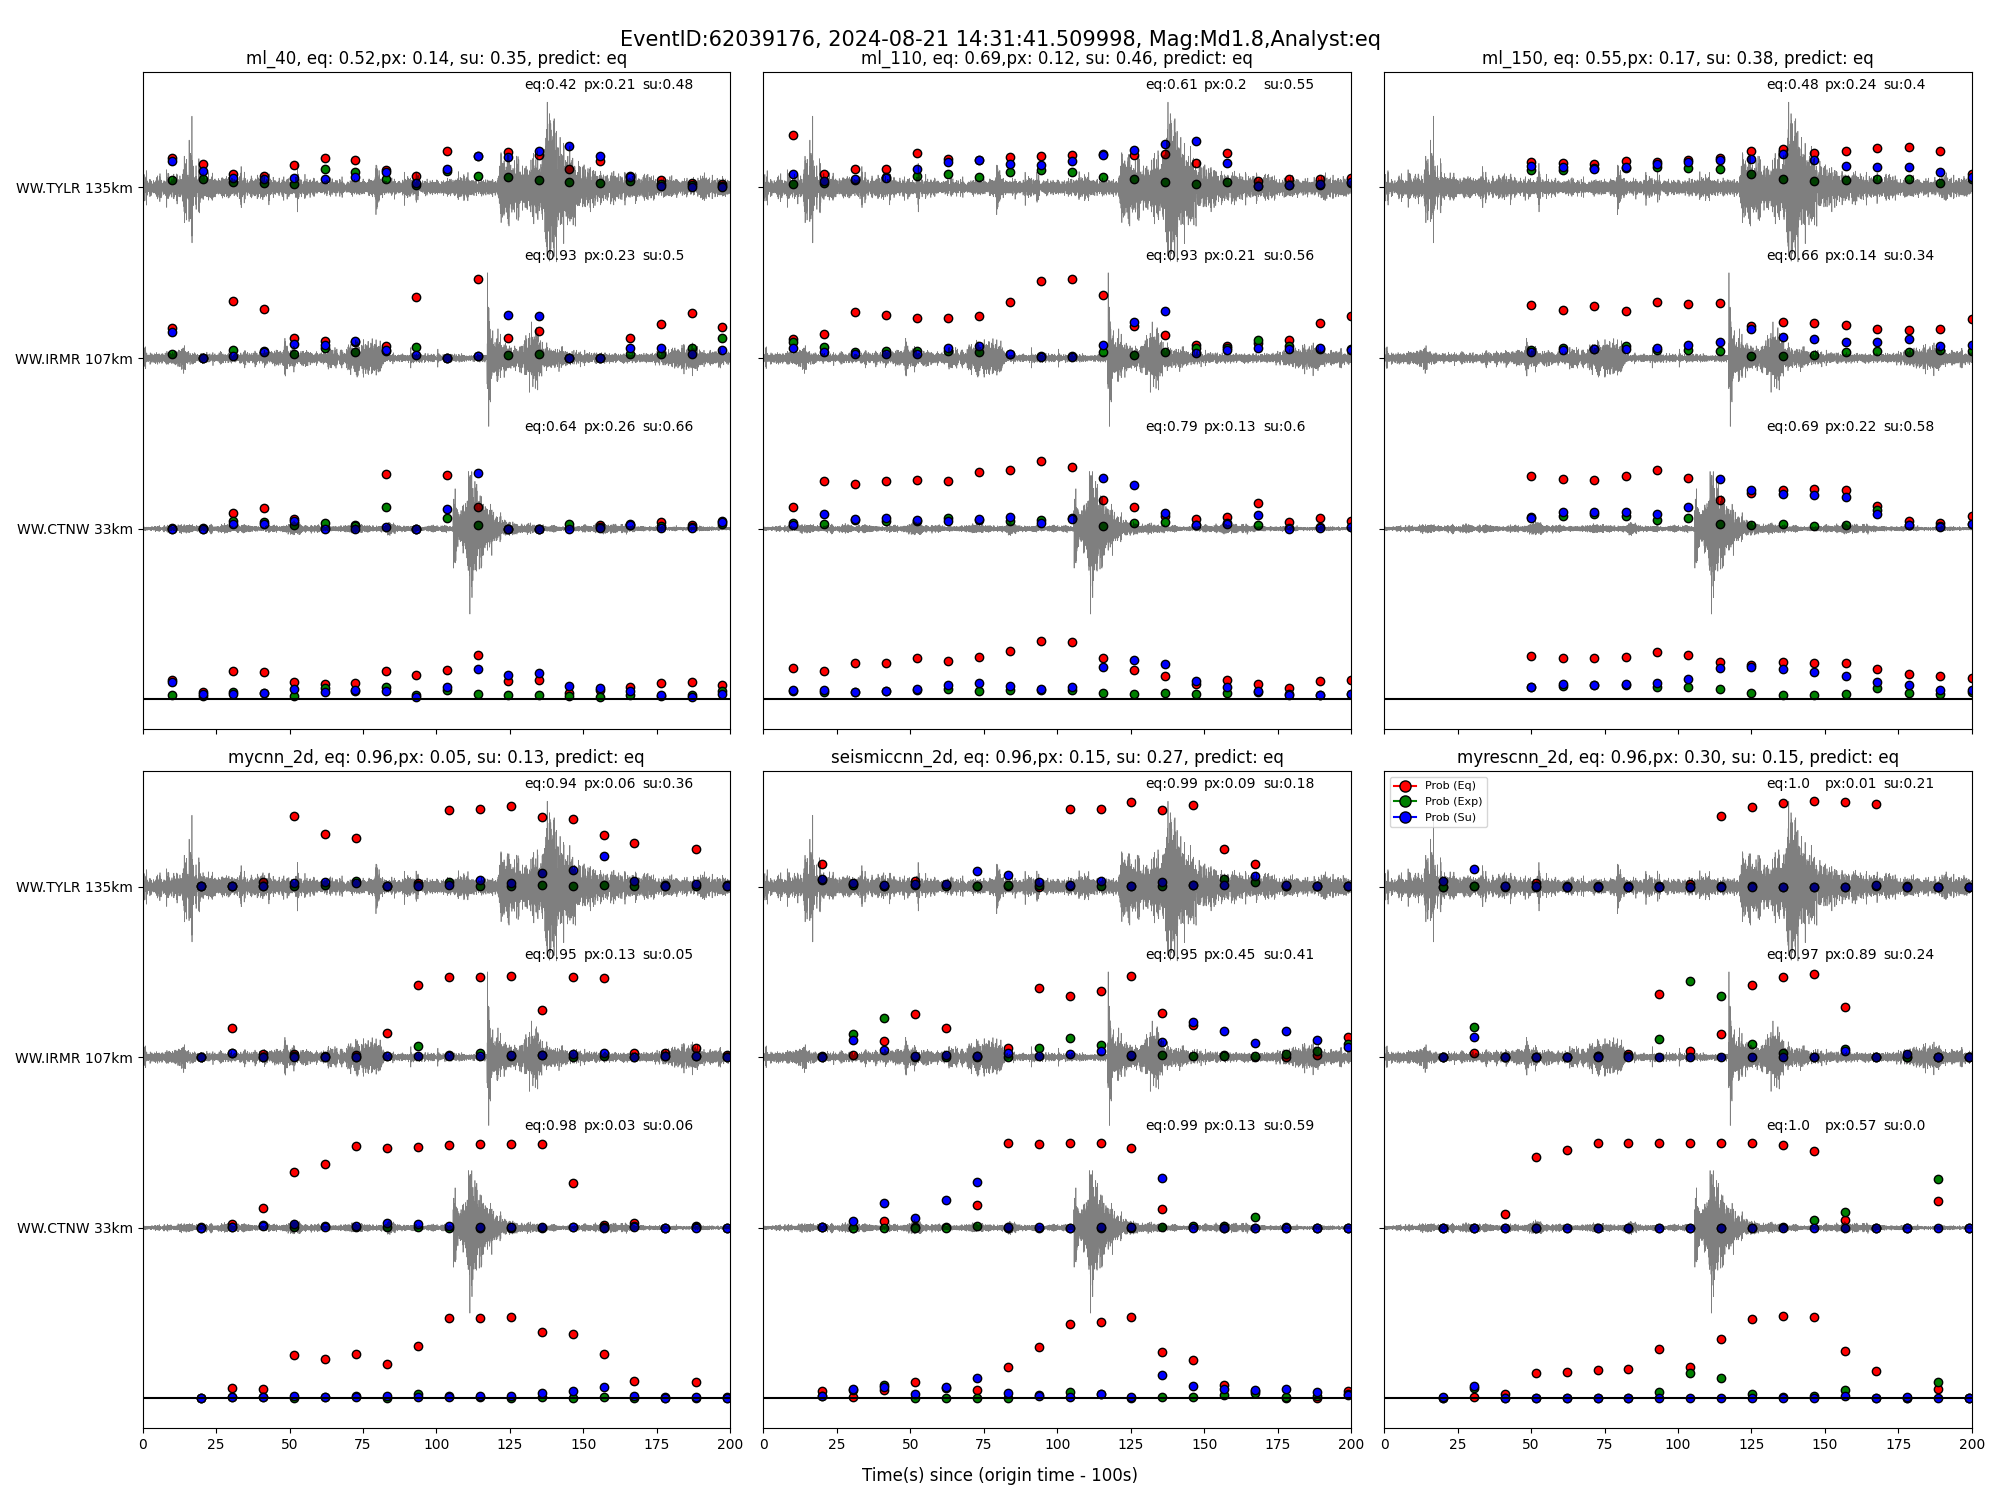 EventID:62039176, 2024-08-21 14:31:41.509998, Mag:Md1.8,Analyst:eq
ml_40, eq: 0.52,px: 0.14, su: 0.35, predict: eq
ml_110, eq: 0.69,px: 0.12, su: 0.46, predict: eq
ml_150, eq: 0.55,px: 0.17, su: 0.38, predict: eq
eq:0.42 px:0.21 su:0.48
eq:0.61 px:0.2 su:0.55
eq:0.48 px:0.24 su:0.4
WW.TYLR 135km
eq:0.93 px:0.23 su:0.5
eq:0.93 px:0.21 su:0.56
eq:0.66 px:0.14 su:0.34
WW.IRMR 107km
eq:0.64 px:0.26 su:0.66
eq:0.79 px:0.13 su:0.6
eq:0.69 px:0.22 su:0.58
WW.CTNW 33km
mycnn_2d, eq: 0.96,px: 0.05, su: 0.13, predict: eq
seismiccnn_2d, eq: 0.96,px: 0.15, su: 0.27, predict: eq
myrescnn_2d, eq: 0.96,px: 0.30, su: 0.15, predict: eq
eq:0.94 px:0.06 su:0.36
eq:0.99 px:0.09 su:0.18
eq:1.0 px:0.01 su:0.21
Prob (Eq)
Prob (Exp)
Prob (Su)
WW.TYLR 135km
eq:0.95 px:0.13 su:0.05
eq:0.95 px:0.45 su:0.41
eq:0.97 px:0.89 su:0.24
WW.IRMR 107km
eq:0.98 px:0.03 su:0.06
eq:0.99 px:0.13 su:0.59
eq:1.0 px:0.57 su:0.0
WW.CTNW 33km
0 25 50 75 100 125 150 175 200
0 25 50 75 100 125 150 175 200
0 25 50 75 100 125 150 175 200
Time(s) since (origin time - 100s)